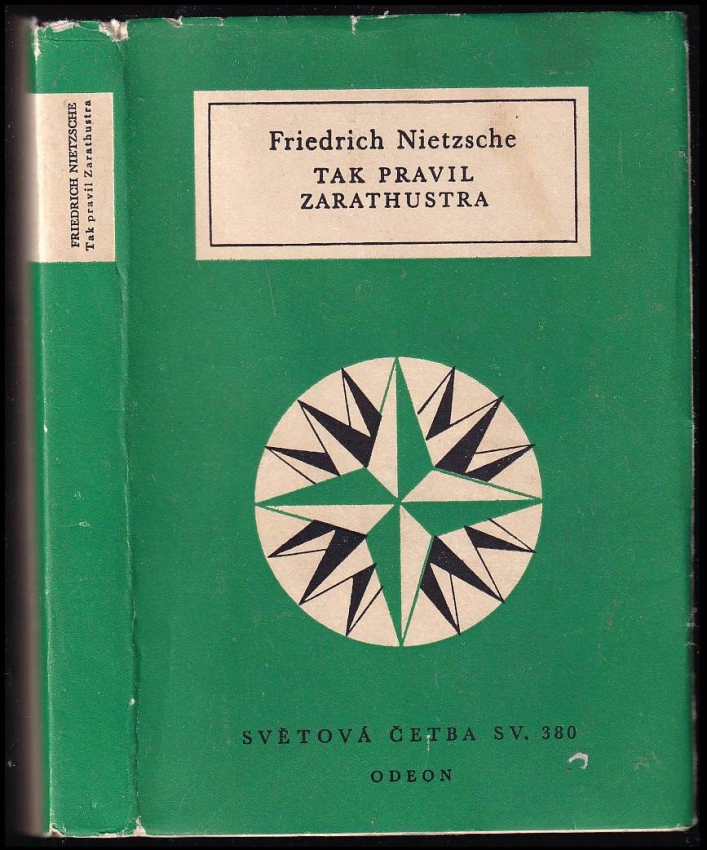 FRIEDRICH NIETZSCHE
Tak pravil Zarathustra
Friedrich Nietzsche
TAK PRAVIL
ZARATHUSTRA
SVĚTOVÁ ČETBA SV. 380
ODEON